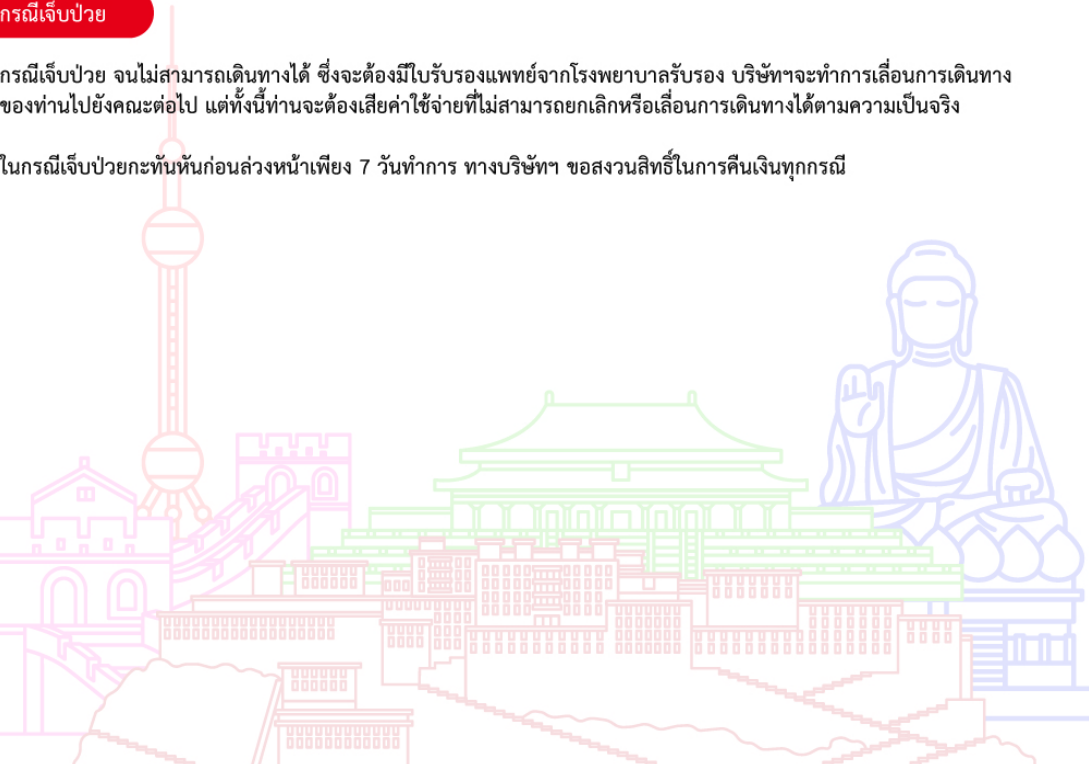 กรณีเจ็บป่วย
กรณีเจ็บป่วย จนไม่สามารถเดินทางได้ ซึ่งจะต้องมีใบรับรองแพทย์จากโรงพยาบาลรับรอง บริษัทฯจะทำการเลื่อนการเดินทาง
ของท่านไปยังคณะต่อไป แต่ทั้งนี้ท่านจะต้องเสียค่าใช้จ่ายที่ไม่สามารถยกเลิกหรือเลื่อนการเดินทางได้ตามความเป็นจริง
ในกรณีเจ็บป่วยกะทันหันก่อนล่วงหน้าเพียง 7 วันทำการ ทางบริษัทฯ ขอสงวนสิทธิ์ในการคืนเงินทุกกรณี